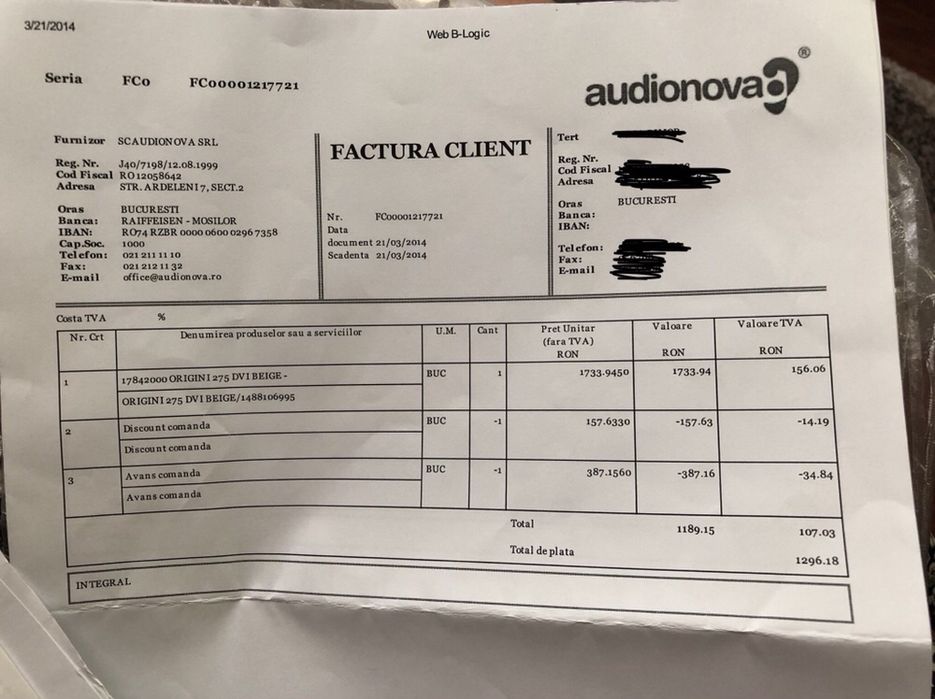 3/21/2014
Web B-Logic
Seria FCo FC00001217721
audionova ®
Furnizor SCAUDIONOVA SRL
Reg. Nr. J40/7198/12.08.1999
Cod Fiscal RO 12058642
Adresa STR. ARDELENI 7, SECT.2
Oras BUCURESTI
Banca: RAIFFEISEN - MOSILOR
IBAN: RO74 RZBR 0000 0600 0296 7358
Cap.Soc. 1000
Telefon: 021 211 11 10
Fax: 021 212 11 32
E-mail office@audionova.ro
FACTURA CLIENT
Nr. FC00001217721
Data
document 21/03/2014
Scadenta 21/03/2014
Tert
Reg. Nr.
Cod Fiscal
Adresa
Oras BUCURESTI
Banca:
IBAN:
Telefon:
Fax:
E-mail
Costa TVA %
Nr. Crt Denumirea produselor sau a serviciilor U.M. Cant Pret Unitar Valoare Valoare TVA
(fara TVA)
RON RON RON
1 17842000 ORIGINI 275 DVI BEIGE - BUC 1 1733.9450 1733.94 156.06
ORIGINI 275 DVI BEIGE/1488106995
2 Discount comanda BUC -1 157.6330 -157.63 -14.19
Discount comanda
3 Avans comanda BUC -1 387.1560 -387.16 -34.84
Avans comanda
Total 1189.15 107.03
Total de plata 1296.18
INTEGRAL